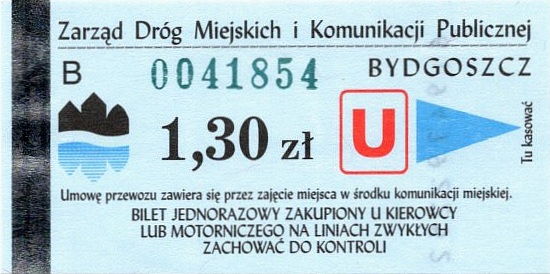 Zarząd Dróg Miejskich i Komunikacji Publicznej
B 0041854 BYDGOSZCZ
1,30 zł U
Tu kasować
Umowę przewozu zawiera się przez zajęcie miejsca w środku komunikacji miejskiej.
BILET JEDNORAZOWY ZAKUPIONY U KIEROWCY
LUB MOTORNICZEGO NA LINIACH ZWYKŁYCH
ZACHOWAĆ DO KONTROLI